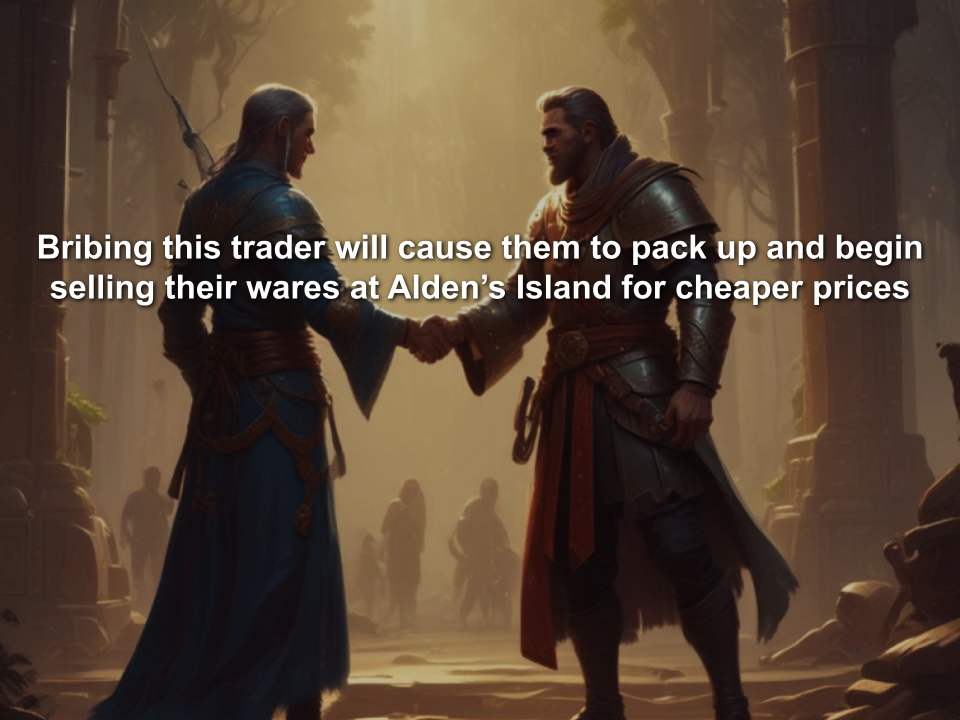 Bribing this trader will cause them to pack up and begin
selling their wares at Alden’s Island for cheaper prices